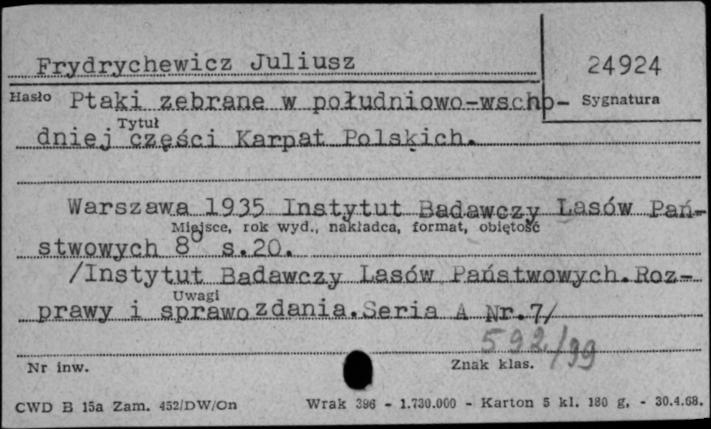 Frydrychewicz Juliusz
24924
Hasło Ptaki zebrane w południowo-wscho-
Sygnatura
Tytuł
dniej części Karpat Polskich.
Warszawa 1935 Instytut Badawczy Lasów Pań-
Miejsce, rok wyd., nakładca, format, obiętość
stwowych 8° s.20.
/Instytut Badawczy Lasów Państwowych.Roz-
Uwagi
prawy i sprawozdania.Seria A Nr.7/
592/99
Nr inw.
Znak klas.
CWD B 15a Zam. 452/DW/On
Wrak 396 - 1.730.000 - Karton 5 kl. 180 g. - 30.4.68.